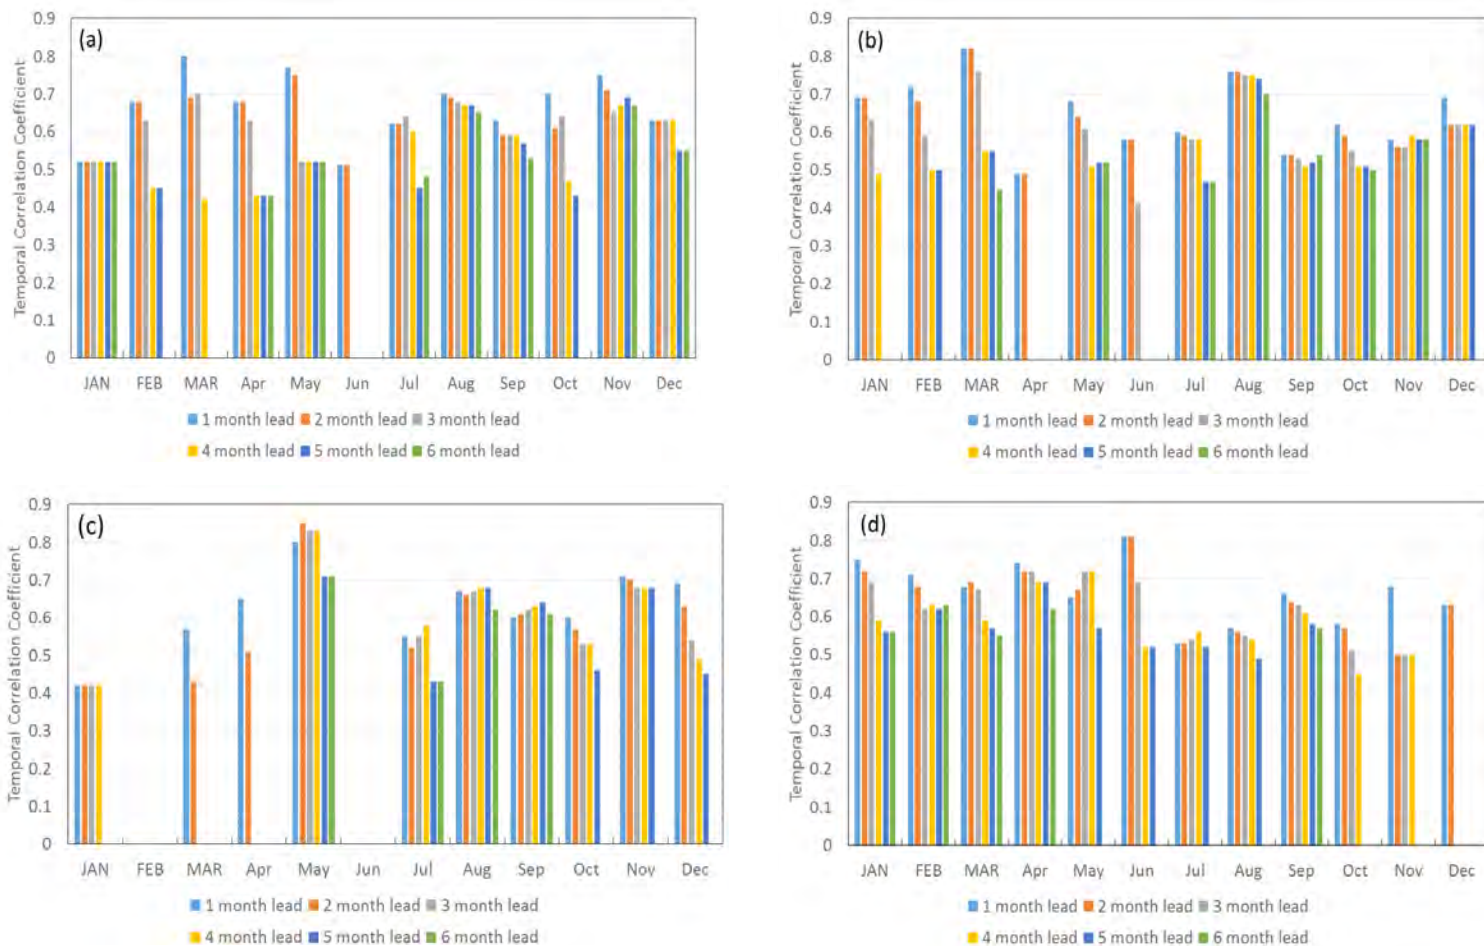 (a)
Temporal Correlation Coefficient
0.9
0.8
0.7
0.6
0.5
0.4
0.3
0.2
0.1
0
JAN FEB MAR Apr May Jun Jul Aug Sep Oct Nov Dec
1 month lead 2 month lead 3 month lead
4 month lead 5 month lead 6 month lead
(b)
Temporal Correlation Coefficient
0.9
0.8
0.7
0.6
0.5
0.4
0.3
0.2
0.1
0
JAN FEB MAR Apr May Jun Jul Aug Sep Oct Nov Dec
1 month lead 2 month lead 3 month lead
4 month lead 5 month lead 6 month lead
(c)
Temporal Correlation Coefficient
0.9
0.8
0.7
0.6
0.5
0.4
0.3
0.2
0.1
0
JAN FEB MAR Apr May Jun Jul Aug Sep Oct Nov Dec
1 month lead 2 month lead 3 month lead
4 month lead 5 month lead 6 month lead
(d)
Temporal Correlation Coefficient
0.9
0.8
0.7
0.6
0.5
0.4
0.3
0.2
0.1
0
JAN FEB MAR Apr May Jun Jul Aug Sep Oct Nov Dec
1 month lead 2 month lead 3 month lead
4 month lead 5 month lead 6 month lead